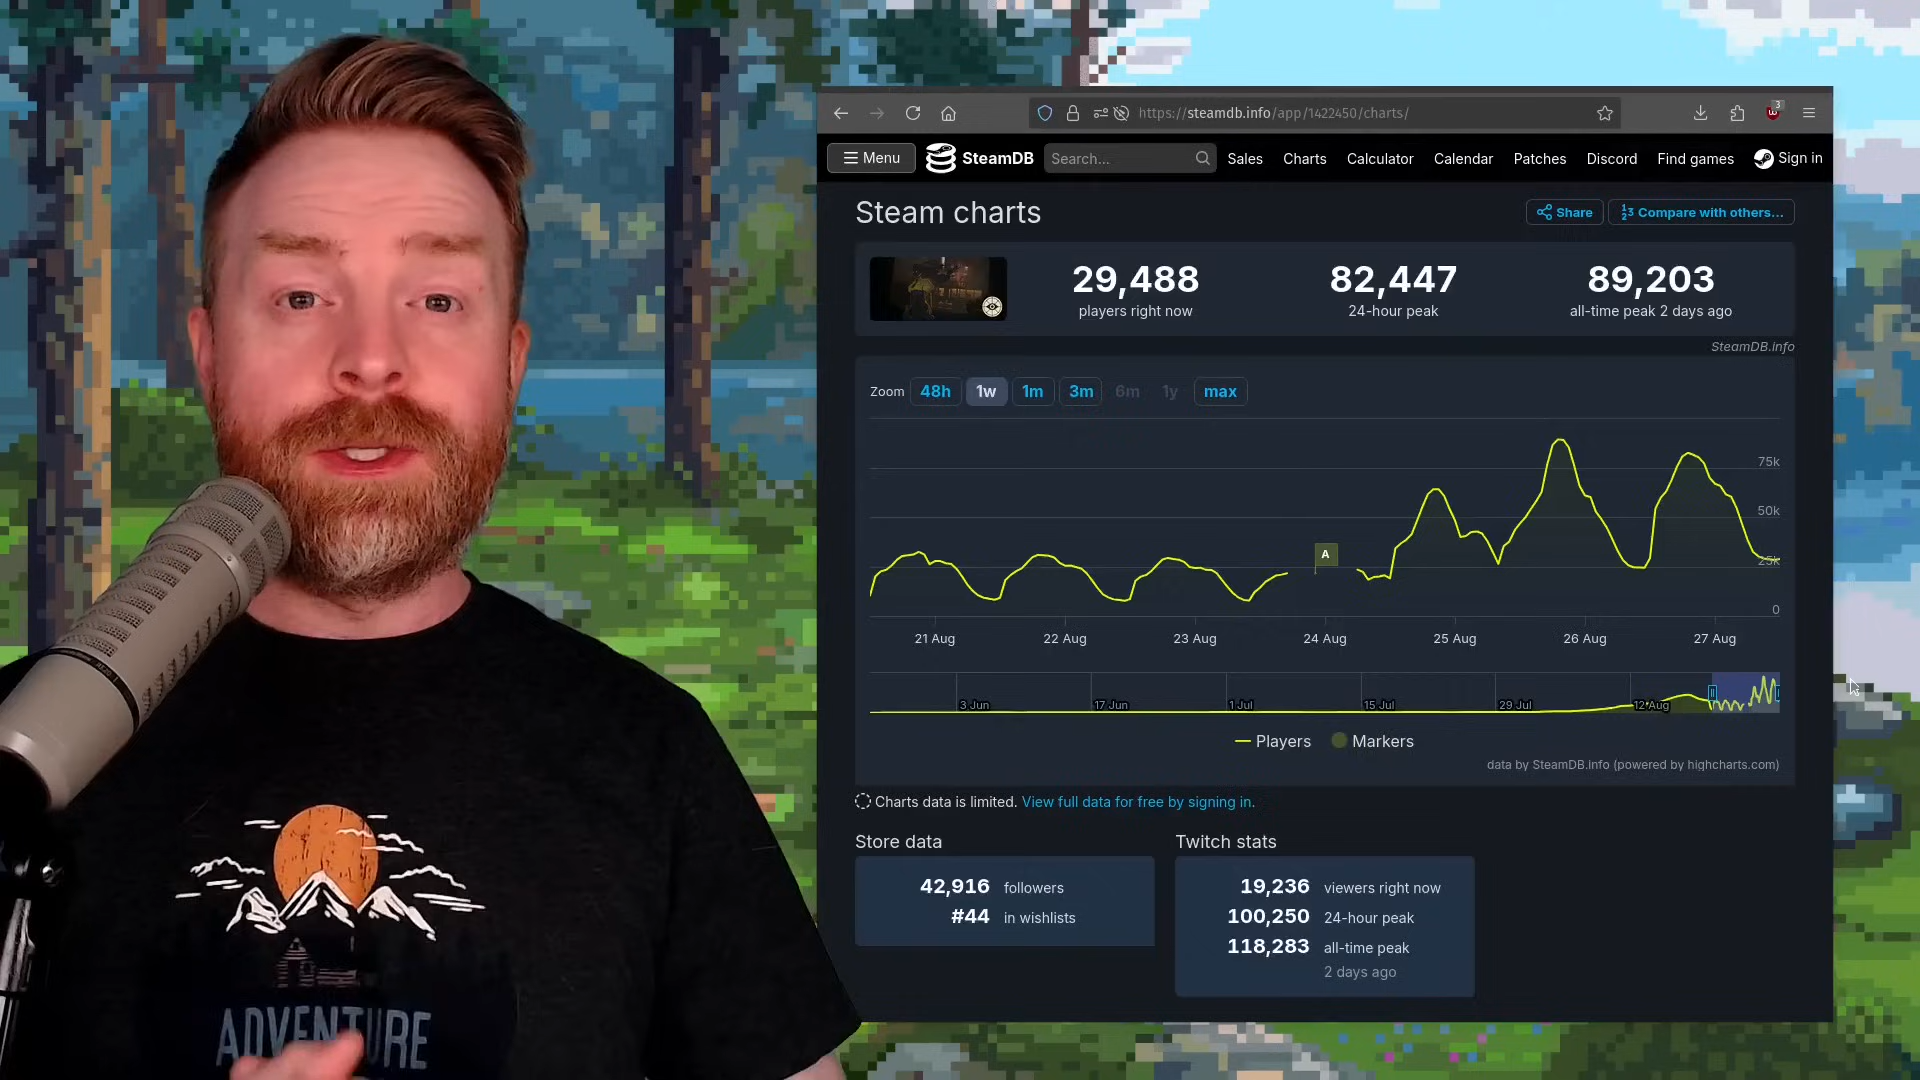 https://steamdb.info/app/1422450/charts/
3
Menu
SteamDB
Search...
Sales
Charts
Calculator
Calendar
Patches
Discord
Find games
Sign in
Steam charts
Share
Compare with others...
29,488
players right now
82,447
24-hour peak
89,203
all-time peak 2 days ago
SteamDB.info
Zoom
48h
1w
1m
3m
6m
1y
max
75k
50k
25k
0
A
21 Aug
22 Aug
23 Aug
24 Aug
25 Aug
26 Aug
27 Aug
3 Jun
17 Jun
1 Jul
15 Jul
29 Jul
12 Aug
Players
Markers
data by SteamDB.info (powered by highcharts.com)
Charts data is limited. View full data for free by signing in.
Store data
42,916 followers
#44 in wishlists
Twitch stats
19,236 viewers right now
100,250 24-hour peak
118,283 all-time peak
2 days ago
ADVENTURE